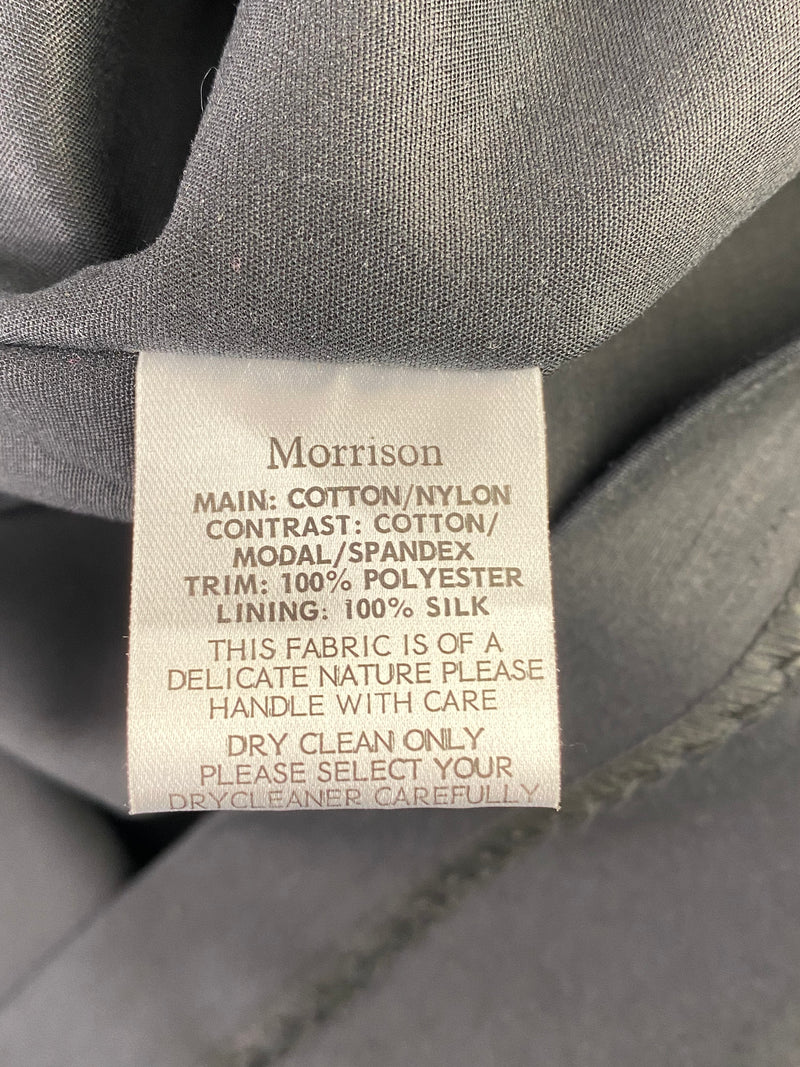 Morrison
MAIN: COTTON/NYLON
CONTRAST: COTTON/
MODAL/SPANDEX
TRIM: 100% POLYESTER
LINING: 100% SILK
THIS FABRIC IS OF A
DELICATE NATURE PLEASE
HANDLE WITH CARE
DRY CLEAN ONLY
PLEASE SELECT YOUR
DRYCLEANER CAREFULLY